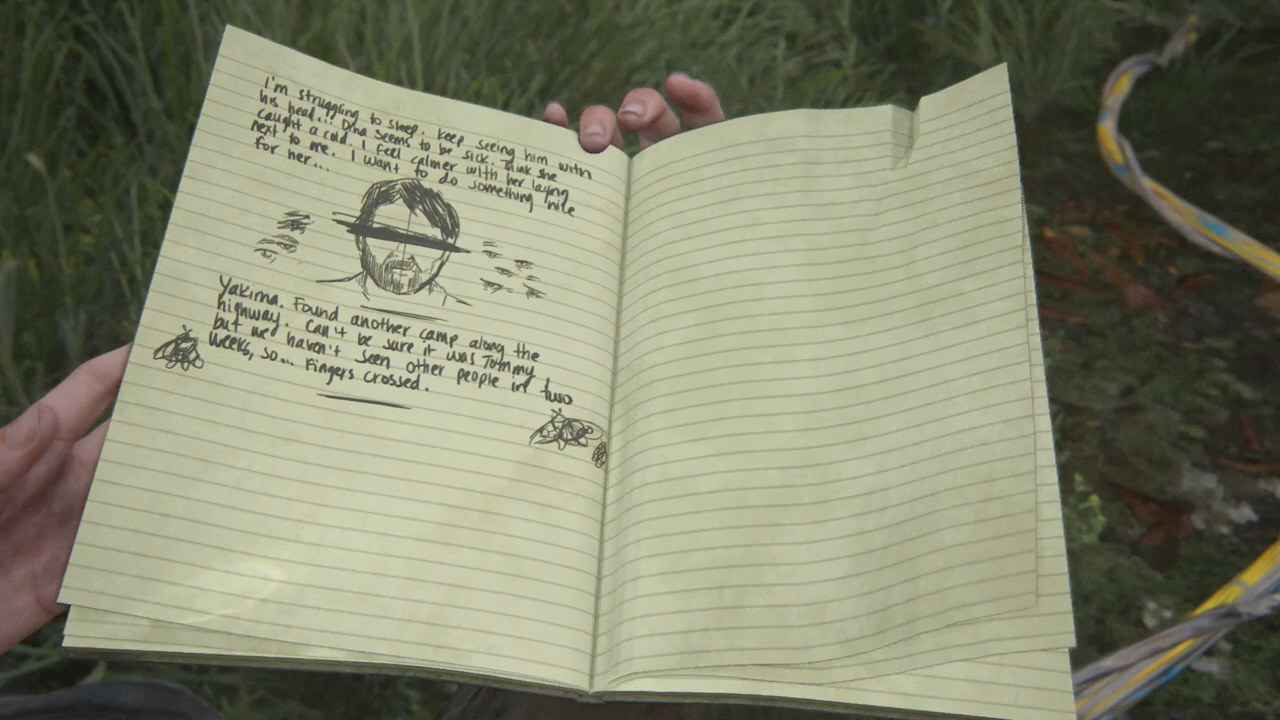 I'm struggling to sleep. Keep seeing him with
his head... Dina seems to be sick. Think she
caught a cold. I feel calmer with her laying
next to me. I want to do something nice
for her...
Yakima. Found another camp along the
highway. Can't be sure it was Tommy
but we haven't seen other people in two
weeks, so... Fingers crossed.